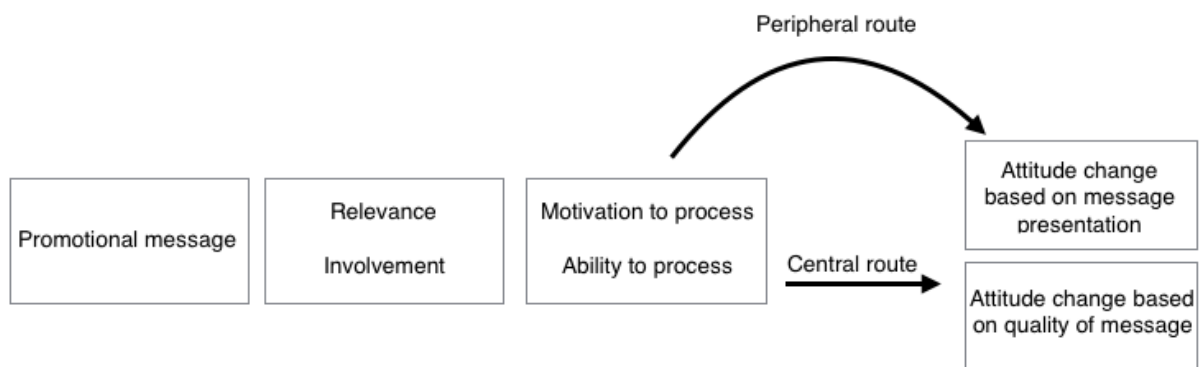 Peripheral route
Promotional message
Relevance
Involvement
Motivation to process
Ability to process
Central route
Attitude change
based on message
presentation
Attitude change based
on quality of message